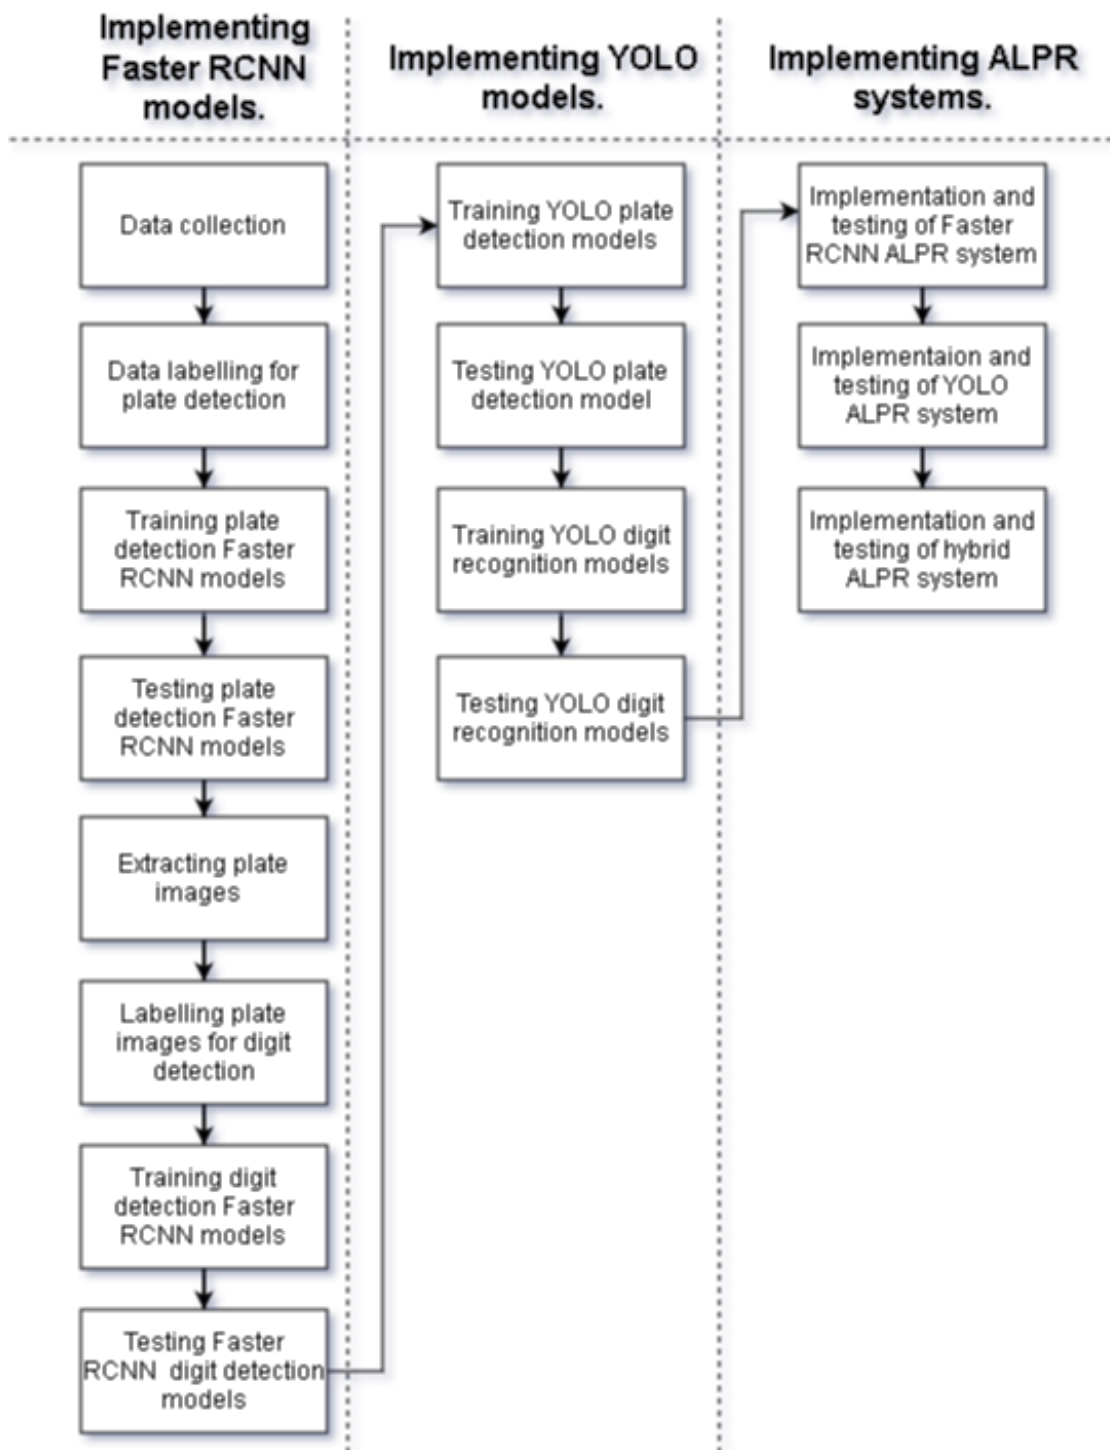 Implementing
Faster RCNN
models.
Implementing YOLO
models.
Implementing ALPR
systems.
Data collection
Data labelling for
plate detection
Training plate
detection Faster
RCNN models
Testing plate
detection Faster
RCNN models
Extracting plate
images
Labelling plate
images for digit
detection
Training digit
detection Faster
RCNN models
Testing Faster
RCNN digit detection
models
Training YOLO plate
detection models
Testing YOLO plate
detection model
Training YOLO digit
recognition models
Testing YOLO digit
recognition models
Implementation and
testing of Faster
RCNN ALPR system
Implementaion and
testing of YOLO
ALPR system
Implementation and
testing of hybrid
ALPR system